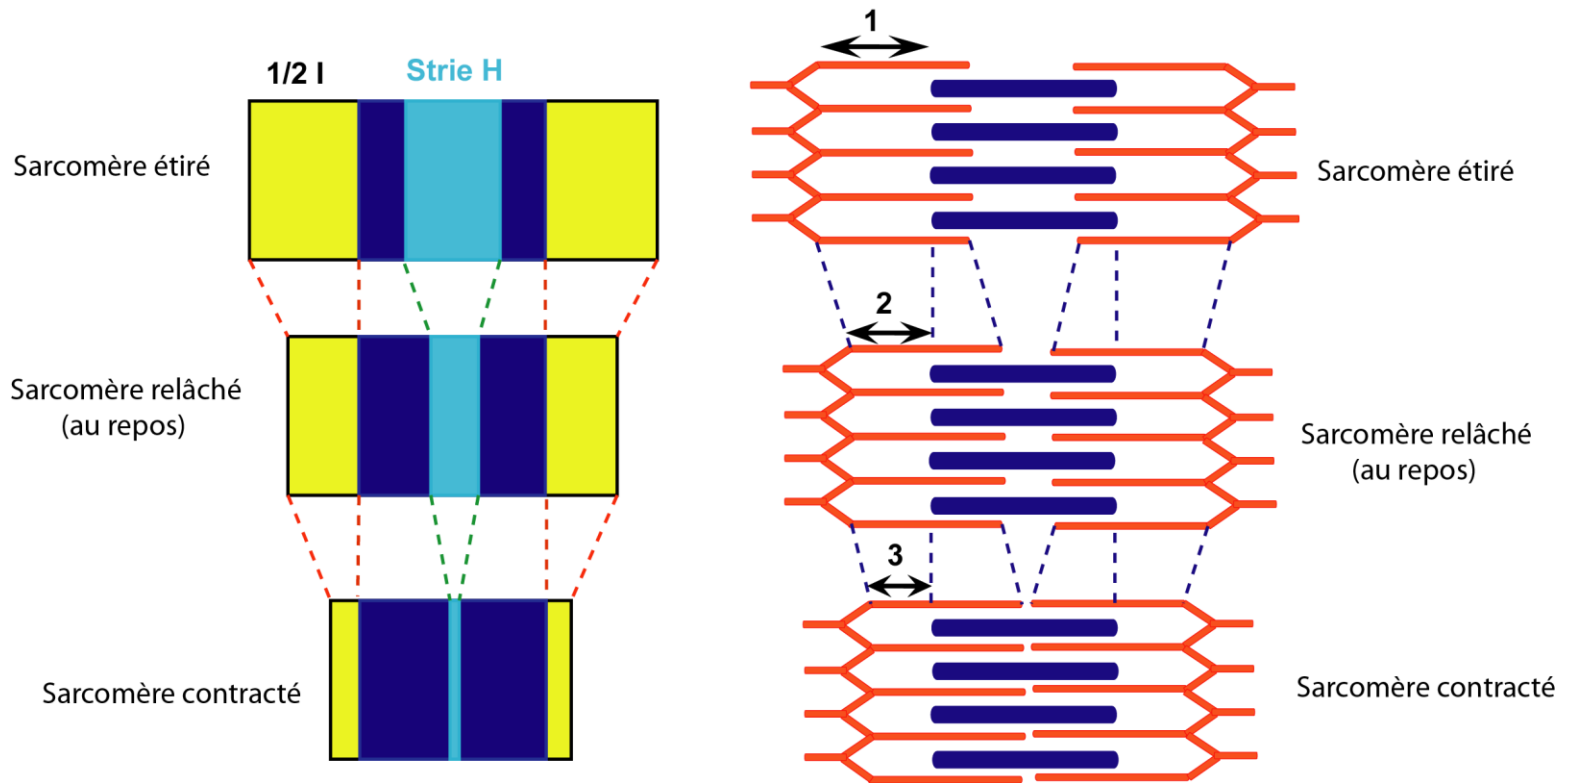 1/2 I
Strie H
Sarcomère étiré
Sarcomère relâché
(au repos)
Sarcomère contracté
1
Sarcomère étiré
2
Sarcomère relâché
(au repos)
3
Sarcomère contracté